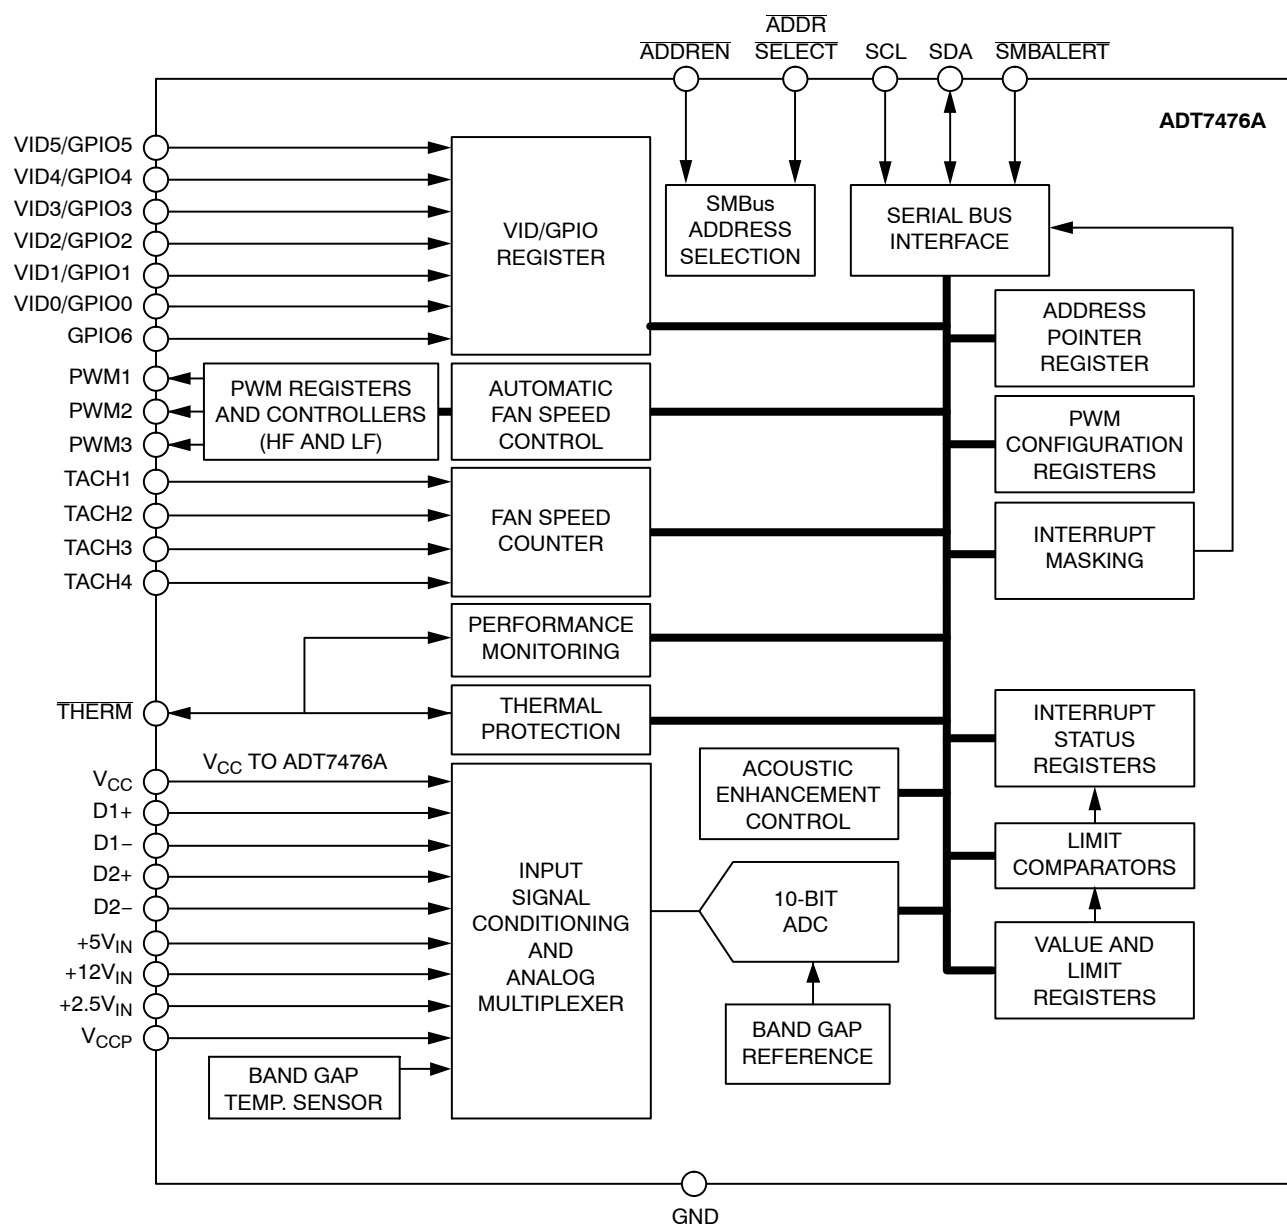 ADDR
ADDREN
SELECT
SCL
SDA
SMBALERT
ADT7476A
VID5/GPIO5
VID4/GPIO4
VID3/GPIO3
VID2/GPIO2
VID1/GPIO1
VID0/GPIO0
GPIO6
VID/GPIO
REGISTER
SMBus
ADDRESS
SELECTION
SERIAL BUS
INTERFACE
ADDRESS
POINTER
REGISTER
PWM1
PWM2
PWM3
PWM REGISTERS
AND CONTROLLERS
(HF AND LF)
AUTOMATIC
FAN SPEED
CONTROL
PWM
CONFIGURATION
REGISTERS
TACH1
TACH2
TACH3
TACH4
FAN SPEED
COUNTER
INTERRUPT
MASKING
PERFORMANCE
MONITORING
THERM
THERMAL
PROTECTION
INTERRUPT
STATUS
REGISTERS
VCC TO ADT7476A
VCC
D1+
D1−
D2+
D2−
+5VIN
+12VIN
+2.5VIN
VCCP
INPUT
SIGNAL
CONDITIONING
AND
ANALOG
MULTIPLEXER
ACOUSTIC
ENHANCEMENT
CONTROL
LIMIT
COMPARATORS
10-BIT
ADC
VALUE AND
LIMIT
REGISTERS
BAND GAP
REFERENCE
BAND GAP
TEMP. SENSOR
GND